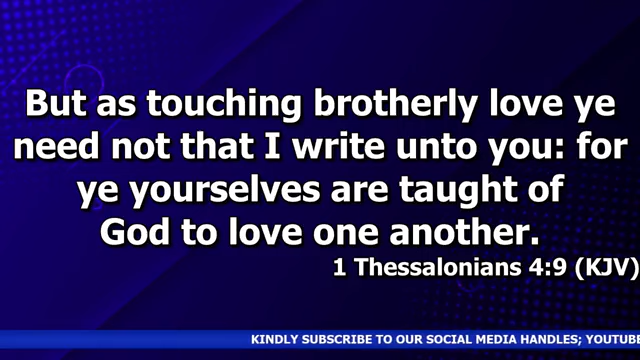 But as touching brotherly love ye
need not that I write unto you: for
ye yourselves are taught of
God to love one another.
1 Thessalonians 4:9 (KJV)
KINDLY SUBSCRIBE TO OUR SOCIAL MEDIA HANDLES; YOUTUBE